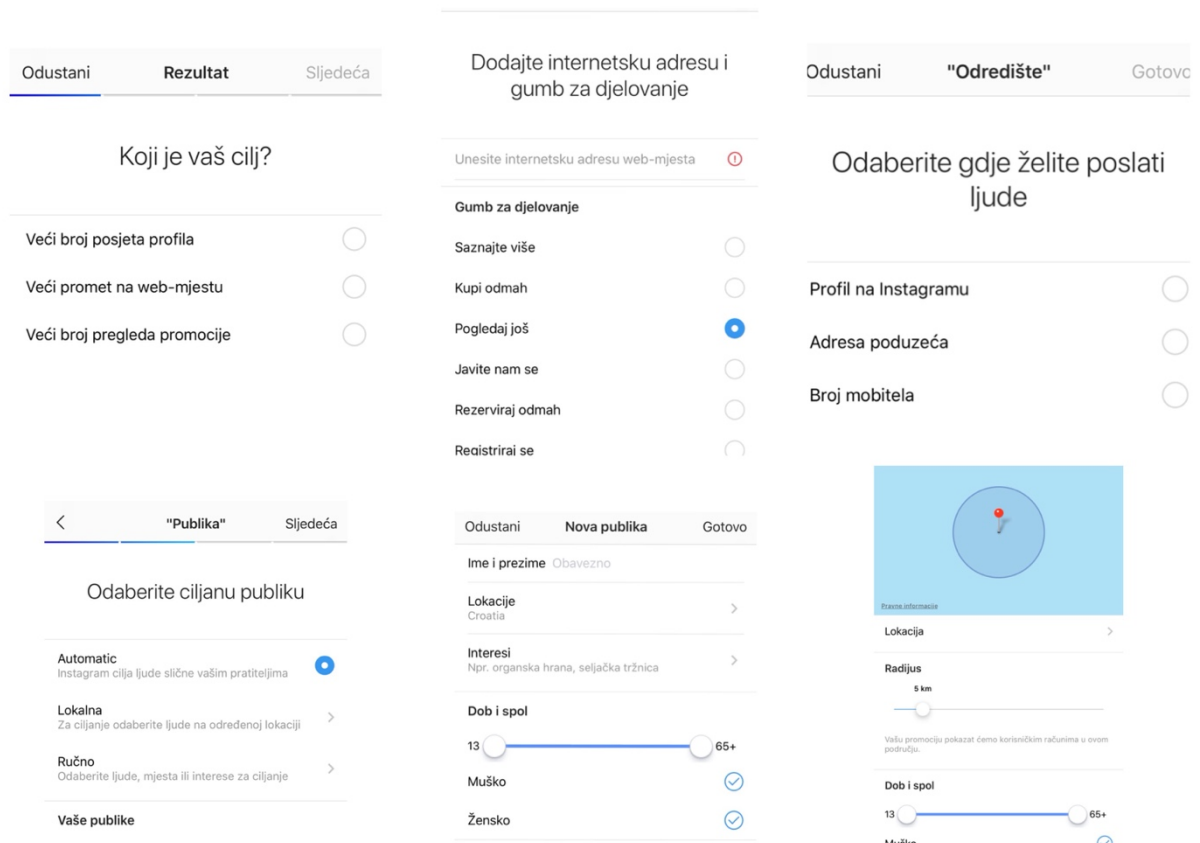 Odustani Rezultat Sljedeća
Koji je vaš cilj?
Veći broj posjeta profila
Veći promet na web-mjestu
Veći broj pregleda promocije
Dodajte internetsku adresu i
gumb za djelovanje
Unesite internetsku adresu web-mjesta
Gumb za djelovanje
Saznajte više
Kupi odmah
Pogledaj još
Javite nam se
Rezerviraj odmah
Registriraj se
Odustani "Odredište" Gotovo
Odaberite gdje želite poslati
ljude
Profil na Instagramu
Adresa poduzeća
Broj mobitela
"Publika" Sljedeća
Odaberite ciljanu publiku
Automatic
Instagram cilja ljude slične vašim pratiteljima
Lokalna
Za ciljanje odaberite ljude na određenoj lokaciji
Ručno
Odaberite ljude, mjesta ili interese za ciljanje
Vaše publike
Odustani Nova publika Gotovo
Ime i prezime Obavezno
Lokacije
Croatia
Interesi
Npr. organska hrana, seljačka tržnica
Dob i spol
13 65+
Muško
Žensko
Pravne informacije
Lokacija
Radijus
5 km
Vašu promociju pokazat ćemo korisničkim računima u ovom
području.
Dob i spol
13 65+
Muško